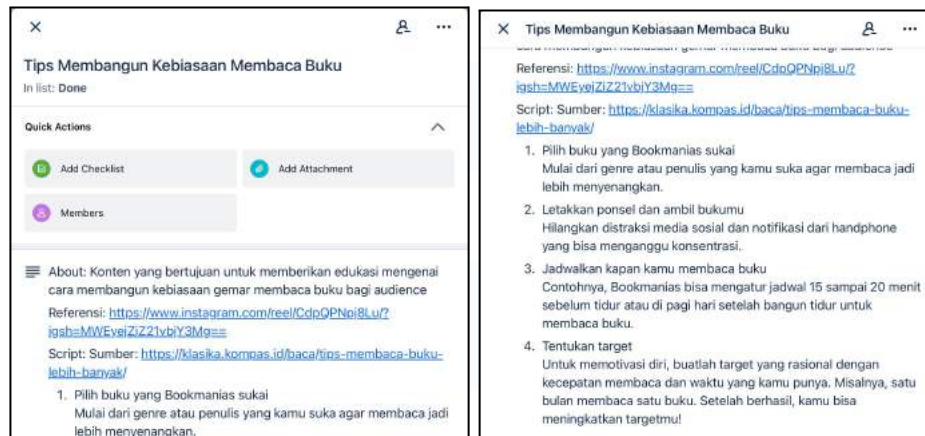 Tips Membangun Kebiasaan Membaca Buku
In list: Done
Quick Actions
Add Checklist
Add Attachment
Members
About: Konten yang bertujuan untuk memberikan edukasi mengenai
cara membangun kebiasaan gemar membaca buku bagi audience
Referensi: https://www.instagram.com/reel/CdpQPNpj8Lu/?
igsh=MWEyejZiZ21vbjY3Mg==
Script: Sumber: https://klasika.kompas.id/baca/tips-membaca-buku-
lebih-banyak/
1. Pilih buku yang Bookmanias sukai
Mulai dari genre atau penulis yang kamu suka agar membaca jadi
lebih menyenangkan.
Tips Membangun Kebiasaan Membaca Buku
cara membangun kebiasaan gemar membaca buku bagi audience
Referensi: https://www.instagram.com/reel/CdpQPNpj8Lu/?
igsh=MWEyejZiZ21vbjY3Mg==
Script: Sumber: https://klasika.kompas.id/baca/tips-membaca-buku-
lebih-banyak/
1. Pilih buku yang Bookmanias sukai
Mulai dari genre atau penulis yang kamu suka agar membaca jadi
lebih menyenangkan.
2. Letakkan ponsel dan ambil bukumu
Hilangkan distraksi media sosial dan notifikasi dari handphone
yang bisa menganggu konsentrasi.
3. Jadwalkan kapan kamu membaca buku
Contohnya, Bookmanias bisa mengatur jadwal 15 sampai 20 menit
sebelum tidur atau di pagi hari setelah bangun tidur untuk
membaca buku.
4. Tentukan target
Untuk memotivasi diri, buatlah target yang rasional dengan
kecepatan membaca dan waktu yang kamu punya. Misalnya, satu
bulan membaca satu buku. Setelah berhasil, kamu bisa
meningkatkan targetmu!